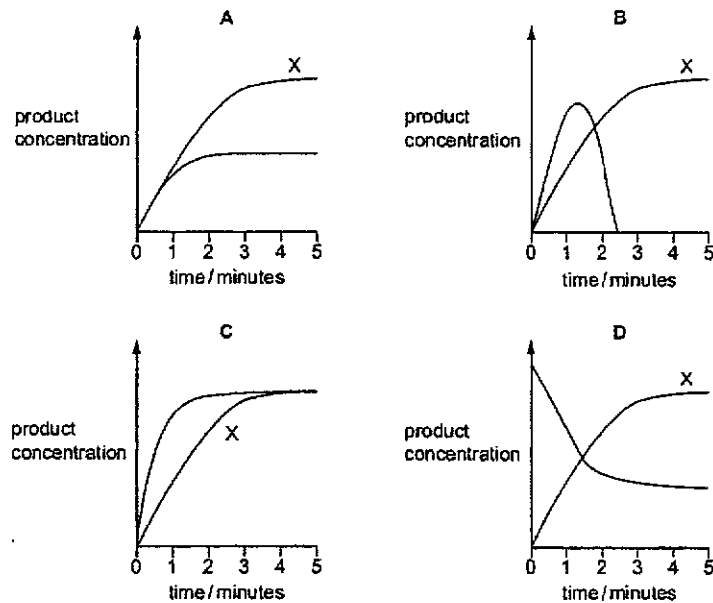 A
X
product
concentration
0 1 2 3 4 5
time/minutes
B
X
product
concentration
0 1 2 3 4 5
time/minutes
C
X
product
concentration
0 1 2 3 4 5
time/minutes
D
X
product
concentration
0 1 2 3 4 5
time/minutes